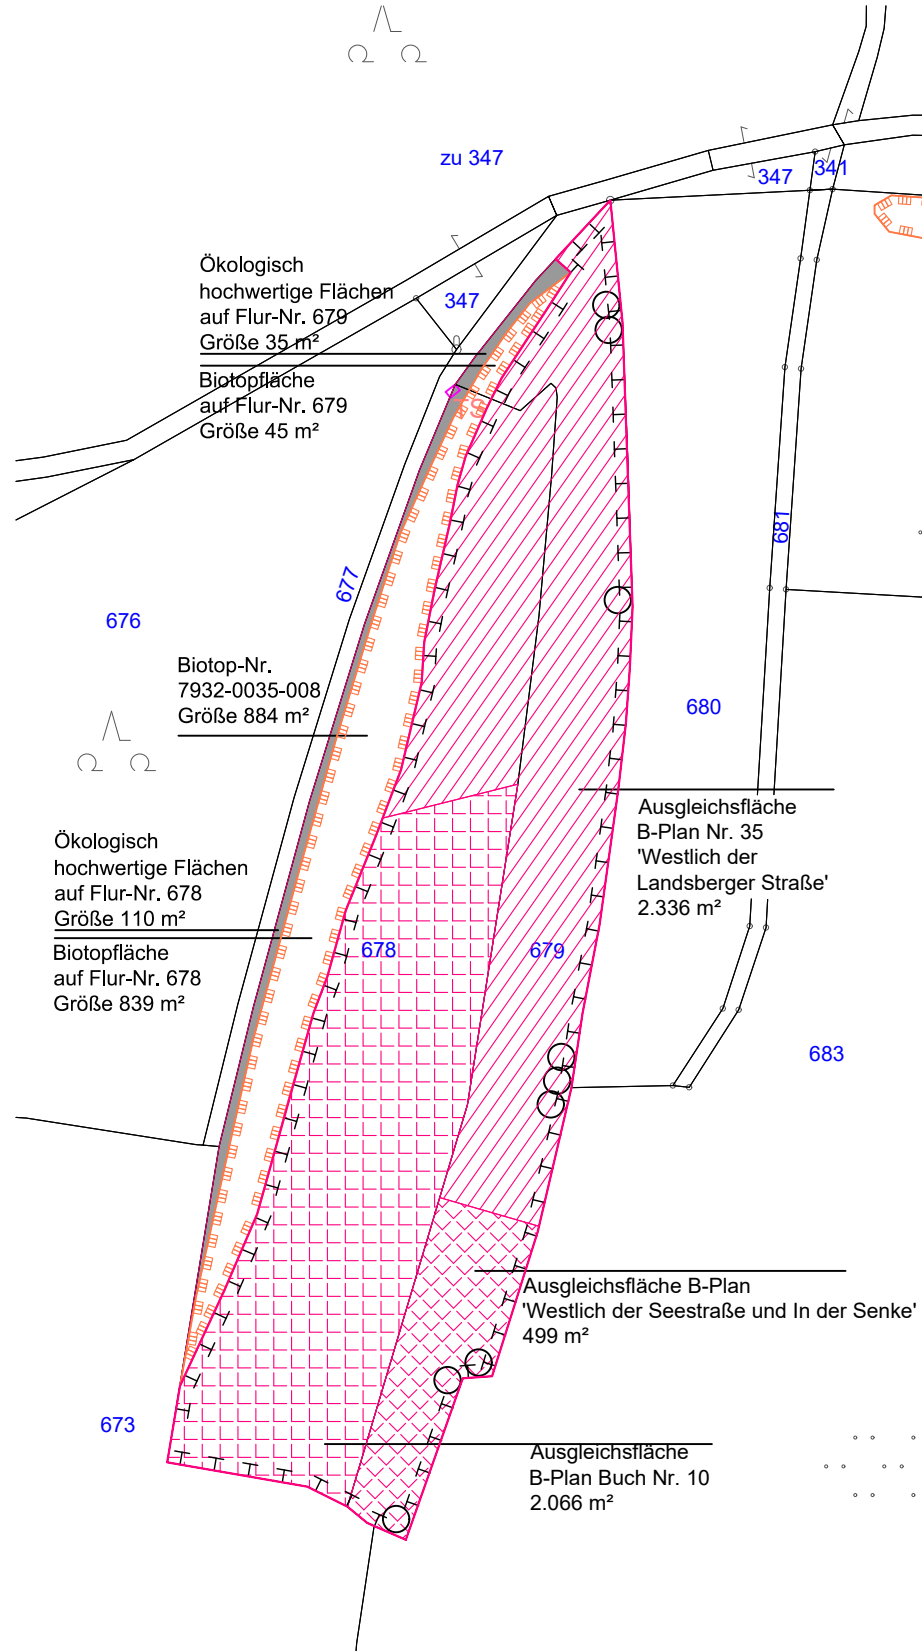 zu 347
347
341
Ökologisch
hochwertige Flächen
auf Flur-Nr. 679
Größe 35 m²
347
Biotopfläche
auf Flur-Nr. 679
Größe 45 m²
681
677
676
Biotop-Nr.
7932-0035-008
Größe 884 m²
680
Ausgleichsfläche
B-Plan Nr. 35
'Westlich der
Landsberger Straße'
2.336 m²
Ökologisch
hochwertige Flächen
auf Flur-Nr. 678
Größe 110 m²
Biotopfläche
auf Flur-Nr. 678
Größe 839 m²
678
679
683
Ausgleichsfläche B-Plan
'Westlich der Seestraße und In der Senke'
499 m²
673
Ausgleichsfläche
B-Plan Buch Nr. 10
2.066 m²